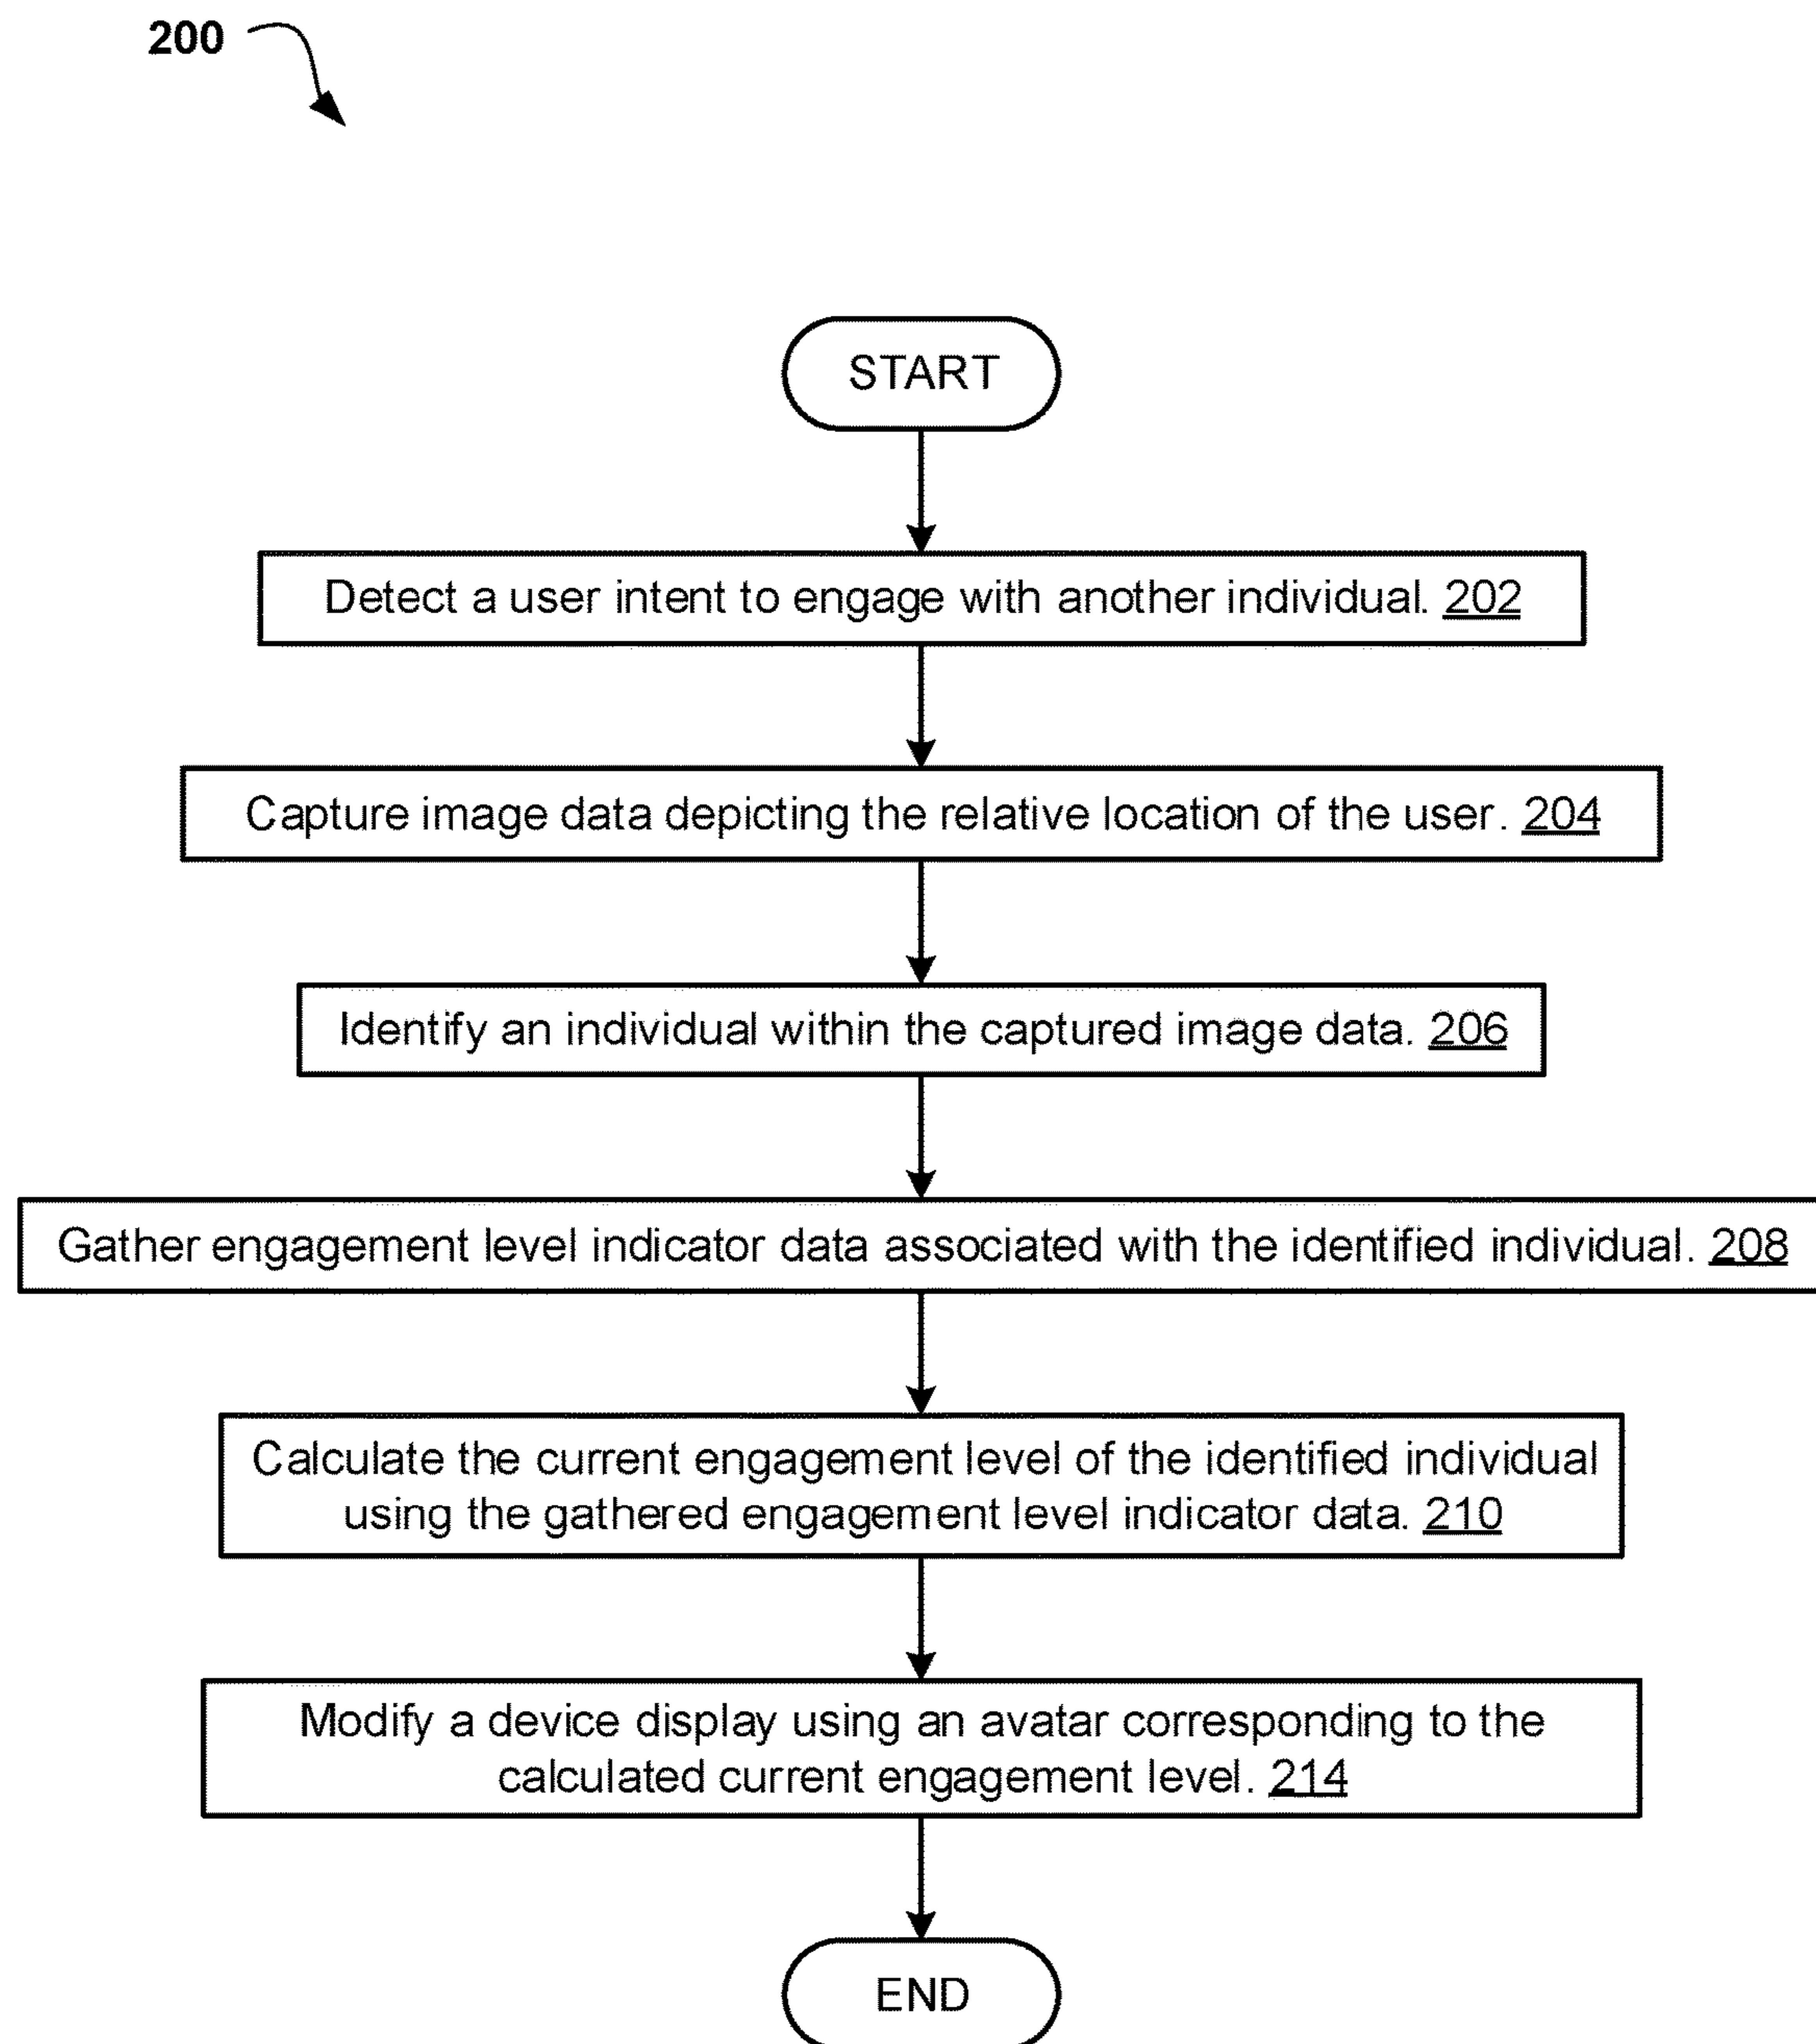 200
START
Detect a user intent to engage with another individual. 202
Capture image data depicting the relative location of the user. 204
Identify an individual within the captured image data. 206
Gather engagement level indicator data associated with the identified individual. 208
Calculate the current engagement level of the identified individual
using the gathered engagement level indicator data. 210
Modify a device display using an avatar corresponding to the
calculated current engagement level. 214
END